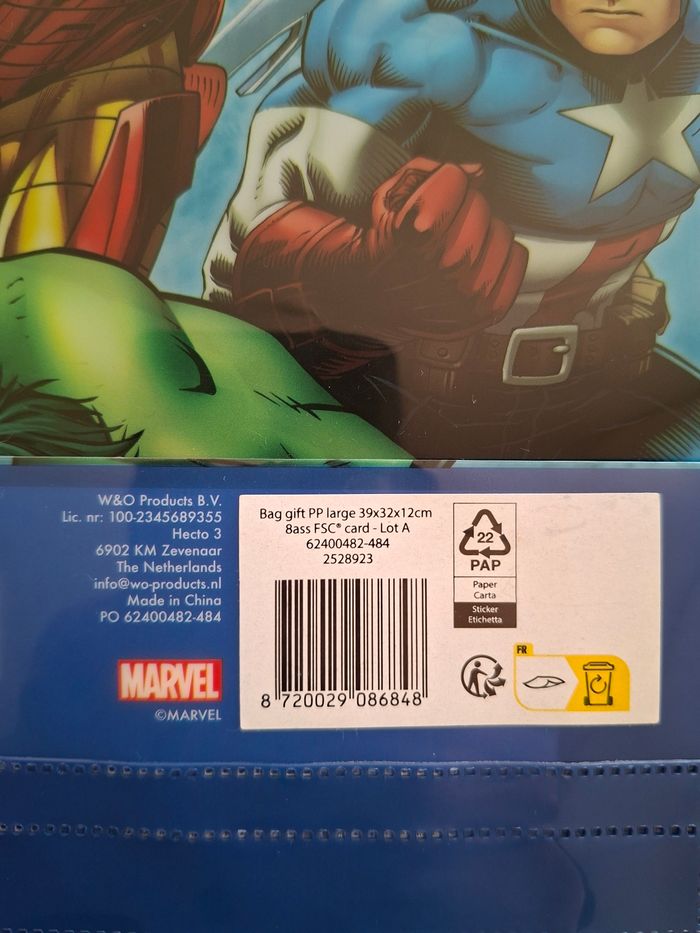 W&O Products B.V.
Lic. nr: 100-2345689355
Hecto 3
6902 KM Zevenaar
The Netherlands
info@wo-products.nl
Made in China
PO 62400482-484
MARVEL
©MARVEL
Bag gift PP large 39x32x12cm
8ass FSC® card - Lot A
62400482-484
2528923
8 720029 086848
22
PAP
Paper
Carta
Sticker
Etichetta
FR